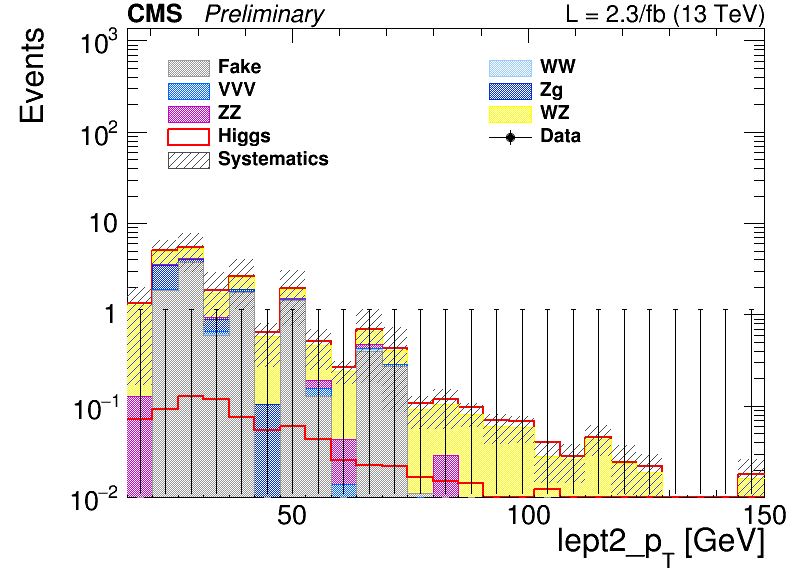 CMS Preliminary L = 2.3/fb (13 TeV)
Events
10³
10²
10
1
10⁻¹
10⁻²
Fake
VVV
ZZ
Higgs
Systematics
WW
Zg
WZ
Data
50 100 150
lept2_p_T [GeV]